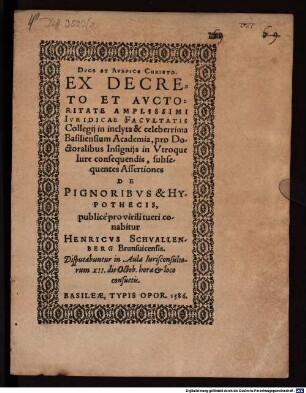 DVCE ET AVSPICE CHRISTO.
EX DECRE-
TO ET AVCTO-
RITATE AMPLISSIMI
IVRIDICAE FACVLTATIS
Collegij in inclyta & celeberrima
Basiliensium Academia, pro Do-
ctoralibus Insignijs in Vtroque
Iure consequendis, subse-
quentes Assertiones
DE
PIGNORIBVS & HY-
POTHECIS,
publicè pro virili tueri co-
nabitur
HENRICVS SCHVALLEN-
BERG Brunsuicensis.
Disputabuntur in Aula Iurisconsulto-
rum XII. die Octob. hora & loco
consuetis.
BASILEAE, TYPIS OPOR. 1586.